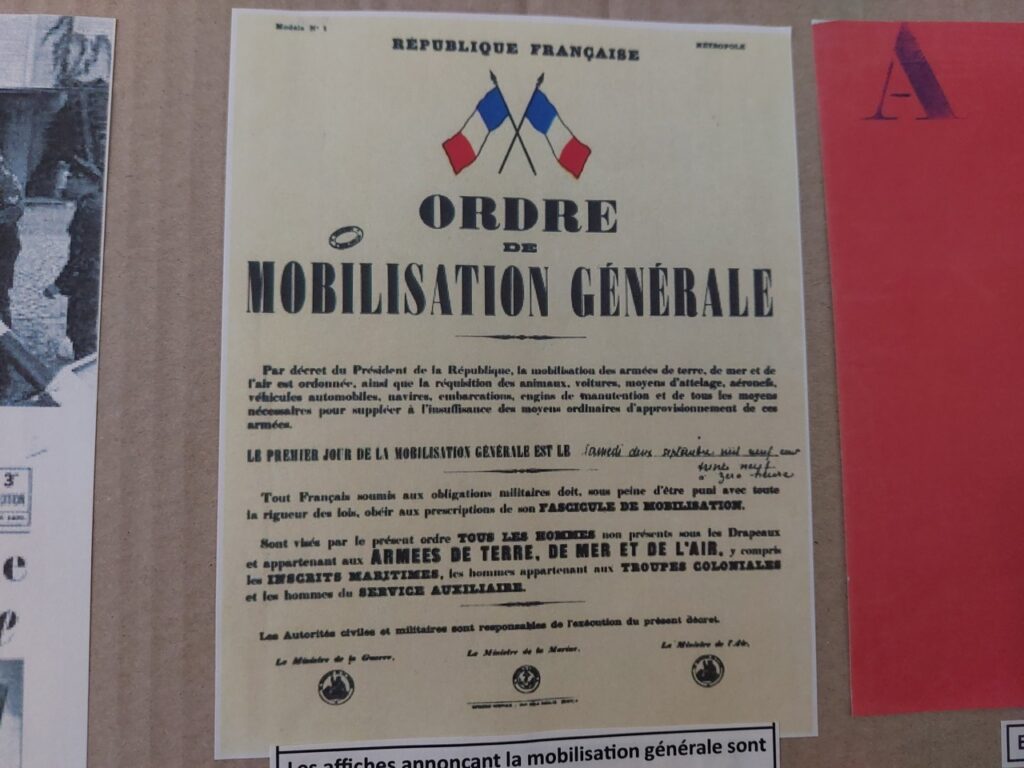 Modèle N° 1
RÉPUBLIQUE FRANÇAISE
MÉTROPOLE
ORDRE
DE
MOBILISATION GÉNÉRALE
Par décret du Président de la République, la mobilisation des armées de terre, de mer et de
l'air est ordonnée, ainsi que la réquisition des animaux, voitures, moyens d'attelage, aéronefs,
véhicules automobiles, navires, embarcations, engins de manutention et de tous les moyens
nécessaires pour suppléer à l'insuffisance des moyens ordinaires d'approvisionnement de ces
armées.
LE PREMIER JOUR DE LA MOBILISATION GÉNÉRALE EST LE samedi deux septembre mil neuf cent
trente neuf
à zéro heure
Tout Français soumis aux obligations militaires doit, sous peine d'être puni avec toute
la rigueur des lois, obéir aux prescriptions de son FASCICULE DE MOBILISATION.
Sont visés par le présent ordre TOUS LES HOMMES non présents sous les Drapeaux
et appartenant aux ARMEES DE TERRE, DE MER ET DE L'AIR, y compris
les INSCRITS MARITIMES, les hommes appartenant aux TROUPES COLONIALES
et les hommes du SERVICE AUXILIAIRE.
Les Autorités civiles et militaires sont responsables de l'exécution du présent décret.
Le Ministre de la Guerre,
Le Ministre de la Marine,
Le Ministre de l'Air,
Les affiches annonçant la mobilisation générale sont
A
3e
e
e
E